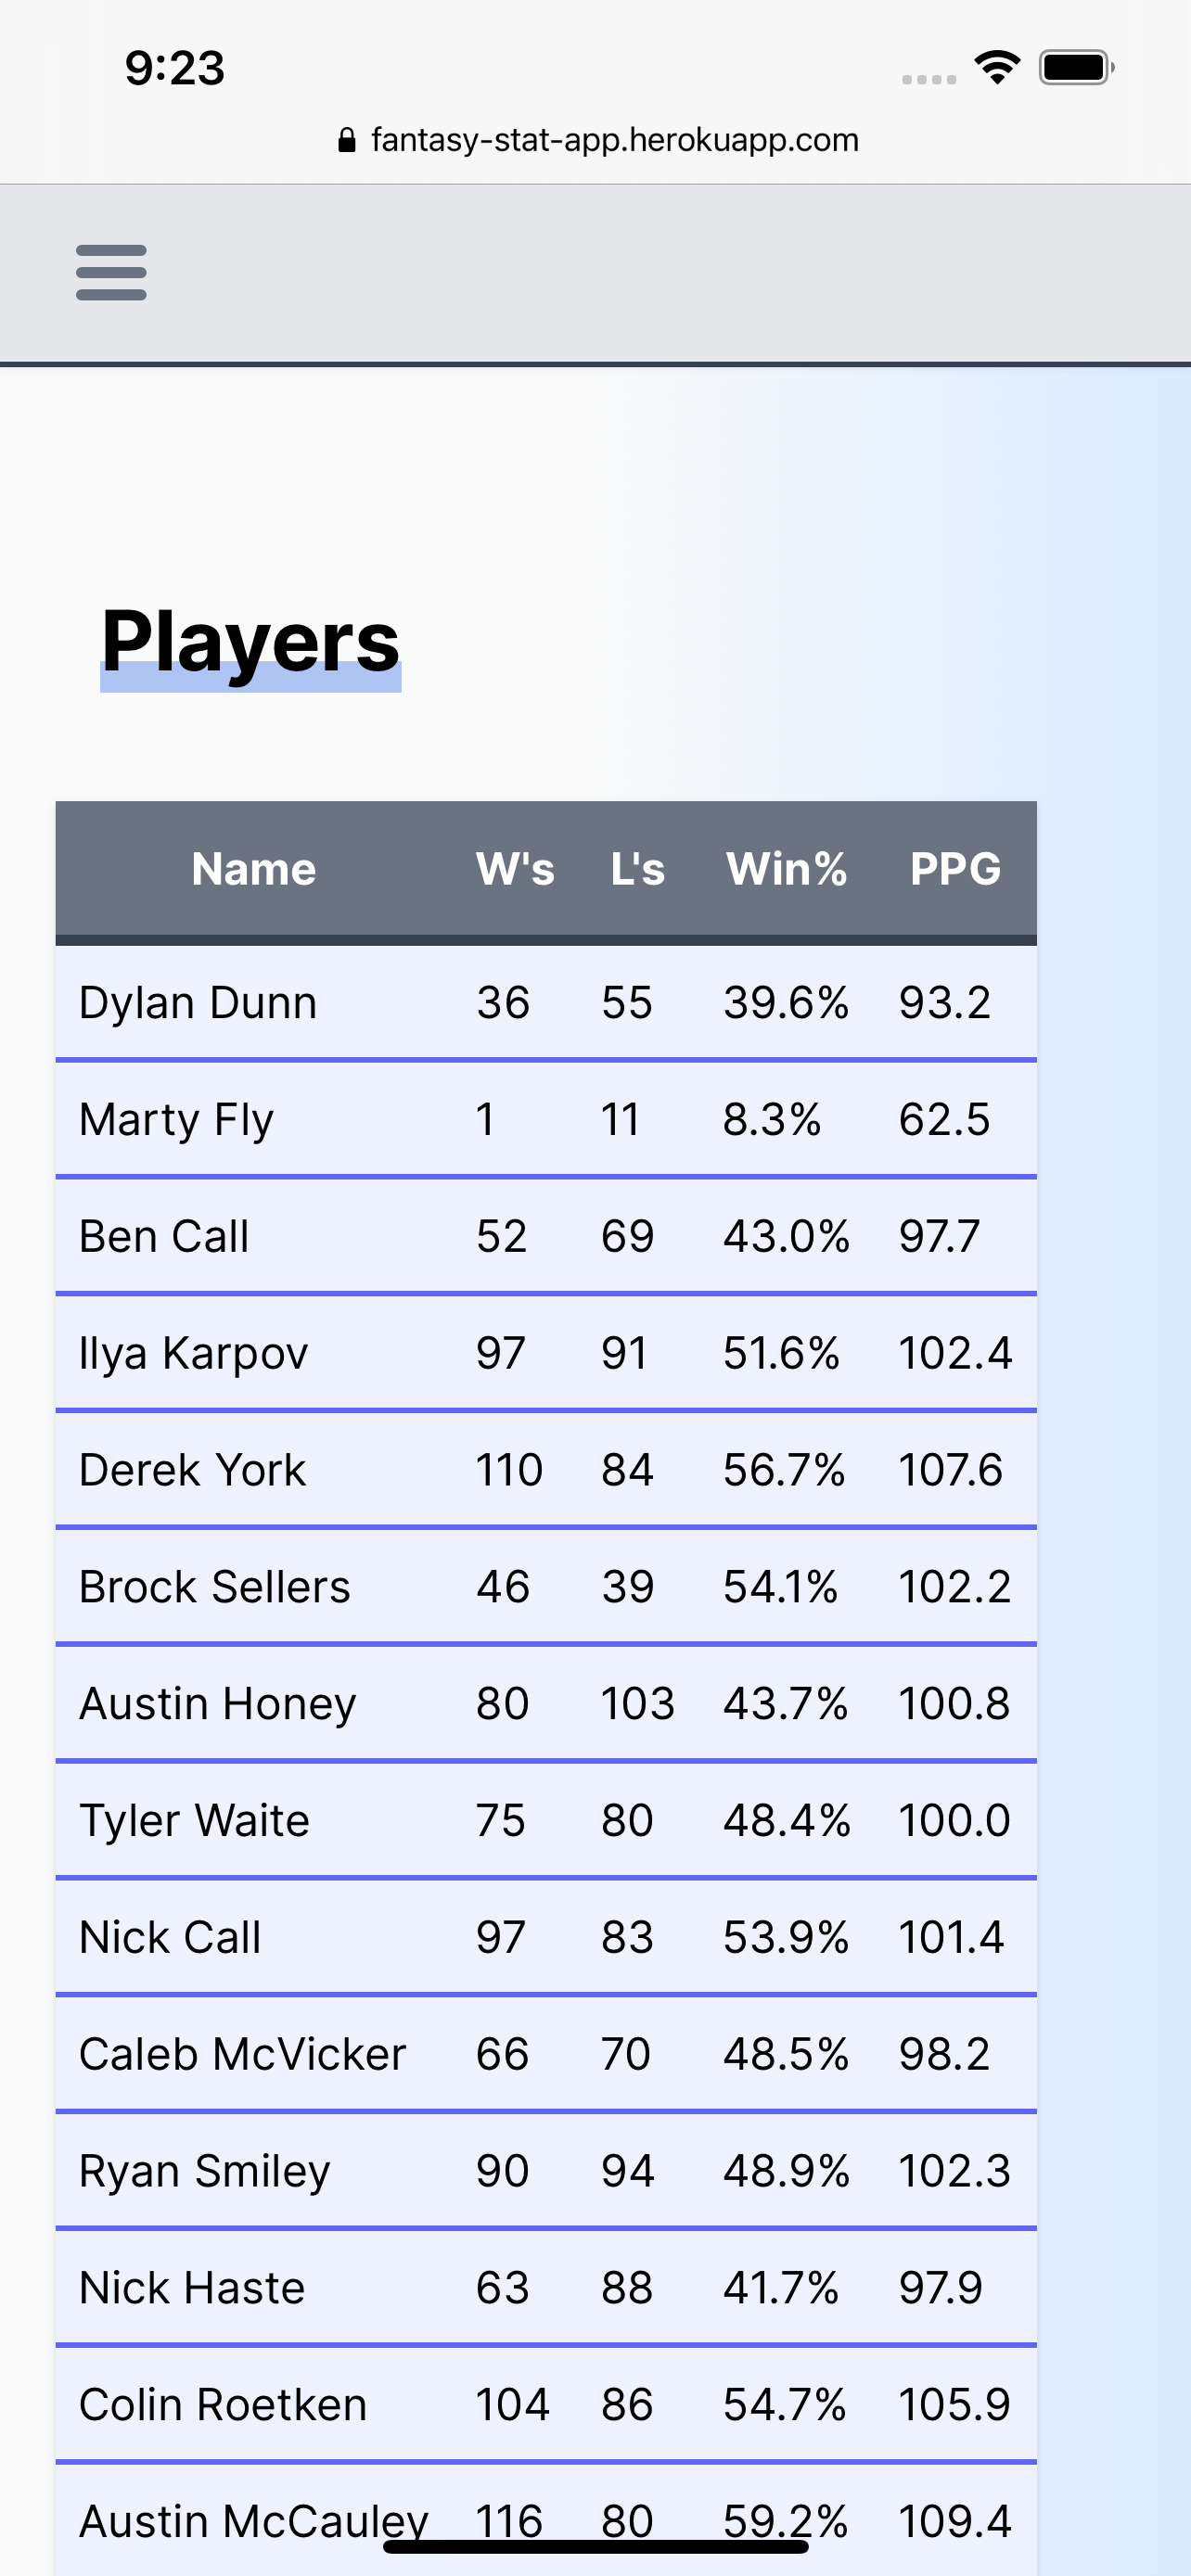 9:23
fantasy-stat-app.herokuapp.com
Players
Name W's L's Win% PPG
Dylan Dunn 36 55 39.6% 93.2
Marty Fly 1 11 8.3% 62.5
Ben Call 52 69 43.0% 97.7
Ilya Karpov 97 91 51.6% 102.4
Derek York 110 84 56.7% 107.6
Brock Sellers 46 39 54.1% 102.2
Austin Honey 80 103 43.7% 100.8
Tyler Waite 75 80 48.4% 100.0
Nick Call 97 83 53.9% 101.4
Caleb McVicker 66 70 48.5% 98.2
Ryan Smiley 90 94 48.9% 102.3
Nick Haste 63 88 41.7% 97.9
Colin Roetken 104 86 54.7% 105.9
Austin McCauley 116 80 59.2% 109.4